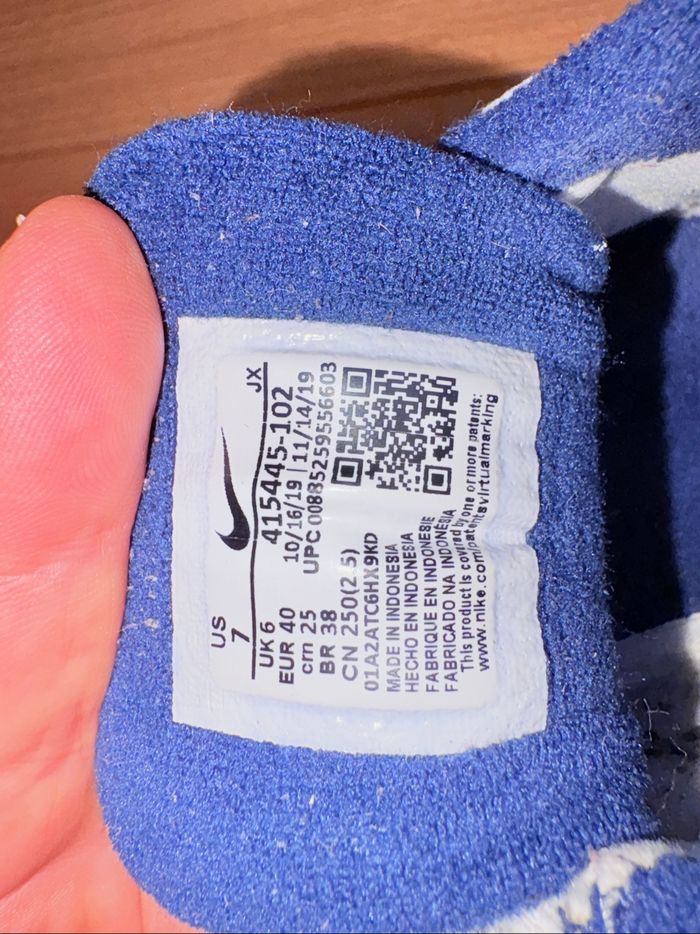 US
7
JX
UK 6
EUR 40
cm 25
BR 38
CN 250(2.5)
415445-102
10/16/19 | 11/14/19
UPC 00885259556603
01A2ATC6HX9KD
MADE IN INDONESIA
HECHO EN INDONESIA
FABRIQUE EN INDONESIE
FABRICADO NA INDONÉSIA
This product is covered by one or more patents:
www.nike.com/patentsvirtualmarking